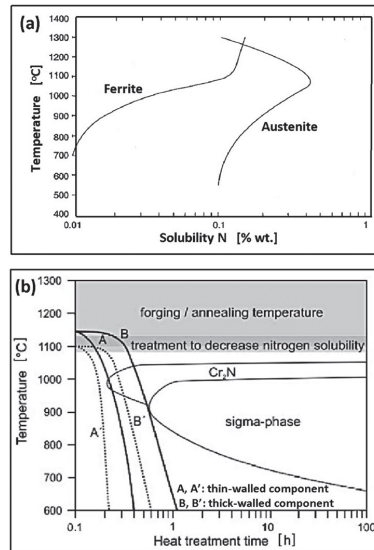 (a)
Temperature [°C]
1400
1300
1200
1100
1000
900
800
700
600
500
400
Ferrite
Austenite
0.01
0.1
1
Solubility N [% wt.]
(b)
Temperature [°C]
1300
1200
1100
1000
900
800
700
600
forging / annealing temperature
treatment to decrease nitrogen solubility
A
B
A´
B´
Cr₂N
sigma-phase
A, A': thin-walled component
B, B': thick-walled component
0.1
1
10
100
Heat treatment time [h]